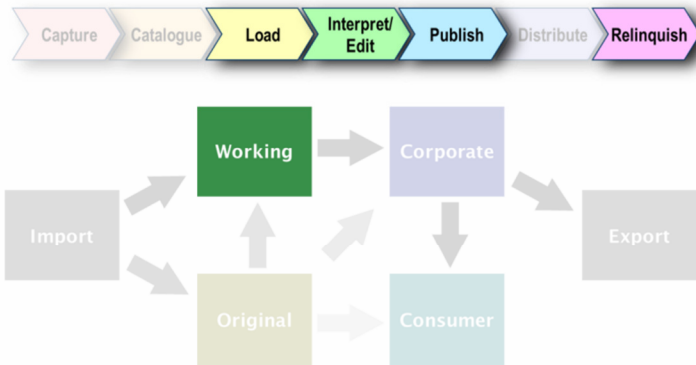 Capture
Catalogue
Load
Interpret/
Edit
Publish
Distribute
Relinquish
Working
Corporate
Import
Export
Original
Consumer